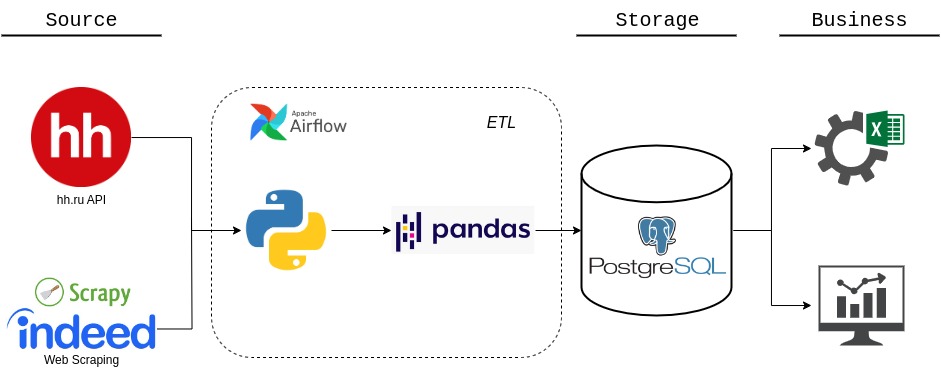 Source
Storage
Business
hh
hh.ru API
Apache
Airflow
ETL
pandas
PostgreSQL
X
Scrapy
indeed
Web Scraping